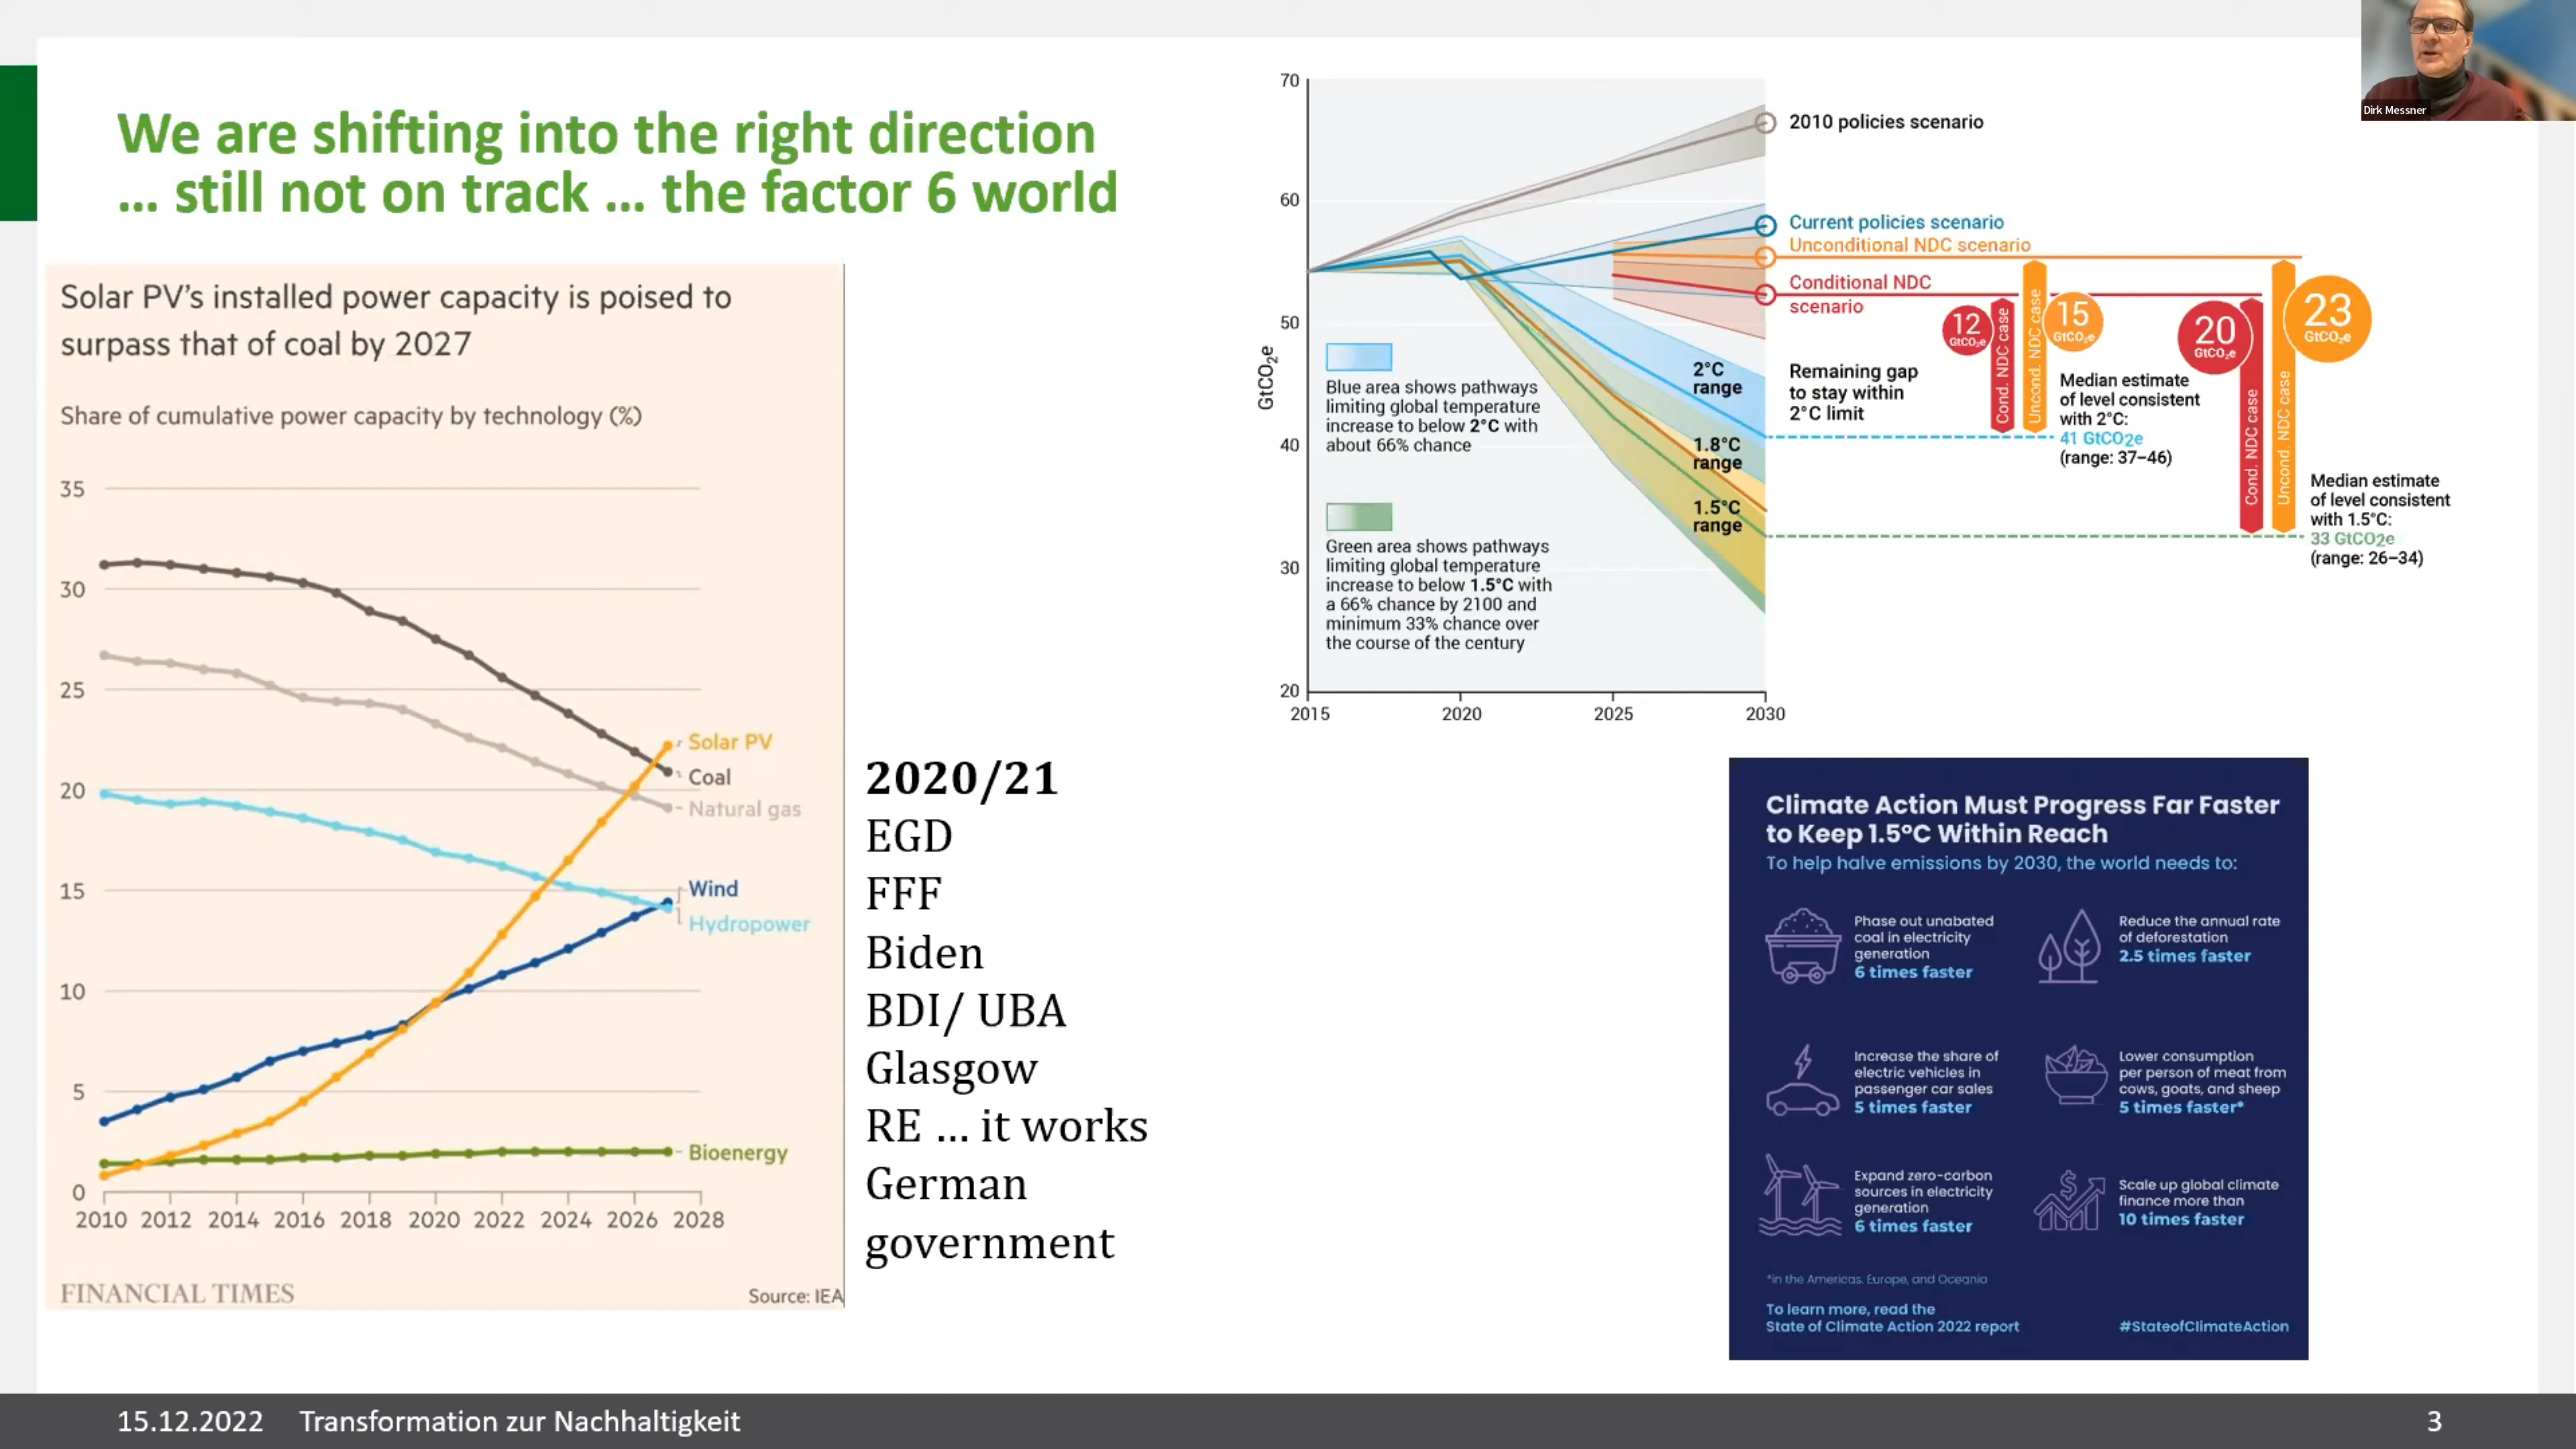 We are shifting into the right direction
... still not on track ... the factor 6 world
Solar PV's installed power capacity is poised to
surpass that of coal by 2027
Share of cumulative power capacity by technology (%)
35
30
25
20
15
10
5
0
2010 2012 2014 2016 2018 2020 2022 2024 2026 2028
Solar PV
Coal
Natural gas
Wind
Hydropower
Bioenergy
FINANCIAL TIMES
Source: IEA
2020/21
EGD
FFF
Biden
BDI/ UBA
Glasgow
RE ... it works
German
government
70
60
50
40
30
20
GtCO₂e
2015 2020 2025 2030
Blue area shows pathways
limiting global temperature
increase to below 2°C with
about 66% chance
Green area shows pathways
limiting global temperature
increase to below 1.5°C with
a 66% chance by 2100 and
minimum 33% chance over
the course of the century
2°C
range
1.8°C
range
1.5°C
range
2010 policies scenario
Current policies scenario
Unconditional NDC scenario
Conditional NDC
scenario
Remaining gap
to stay within
2°C limit
12
GtCO₂e
Cond. NDC case
Uncond. NDC case
15
GtCO₂e
Median estimate
of level consistent
with 2°C:
41 GtCO₂e
(range: 37–46)
20
GtCO₂e
Cond. NDC case
Uncond. NDC case
23
GtCO₂e
Median estimate
of level consistent
with 1.5°C:
33 GtCO₂e
(range: 26–34)
Dirk Messner
Climate Action Must Progress Far Faster
to Keep 1.5°C Within Reach
To help halve emissions by 2030, the world needs to:
Phase out unabated
coal in electricity
generation
6 times faster
Reduce the annual rate
of deforestation
2.5 times faster
Increase the share of
electric vehicles in
passenger car sales
5 times faster
Lower consumption
per person of meat from
cows, goats, and sheep
5 times faster*
Expand zero-carbon
sources in electricity
generation
6 times faster
Scale up global climate
finance more than
10 times faster
*in the Americas, Europe, and Oceania
To learn more, read the
State of Climate Action 2022 report
#StateofClimateAction
15.12.2022 Transformation zur Nachhaltigkeit
3